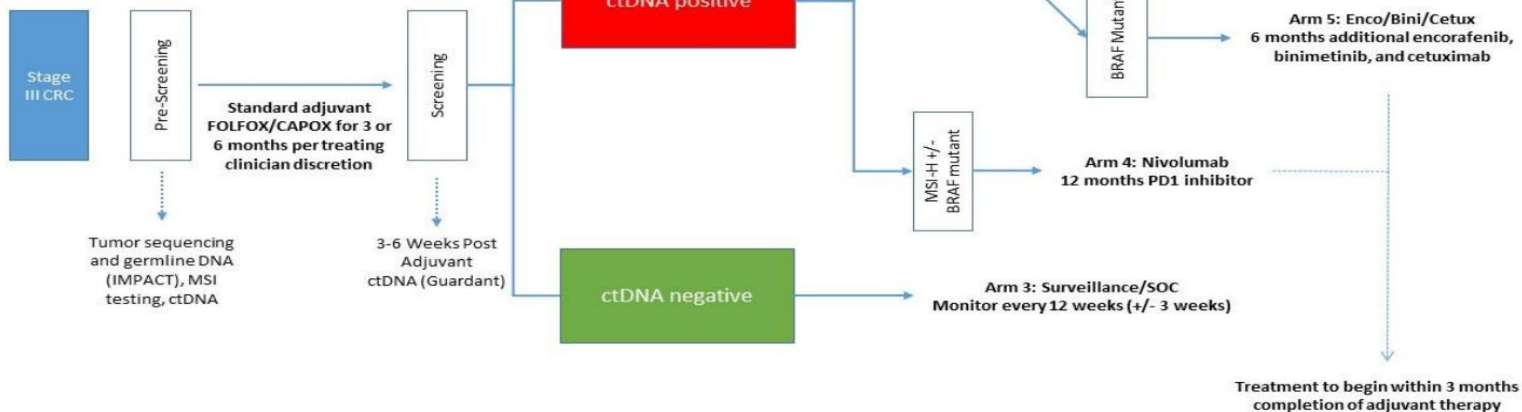 ctDNA positive
BRAF Mutant
Arm 5: Enco/Bini/Cetux
6 months additional encorafenib,
binimetinib, and cetuximab
Stage
III CRC
Pre-Screening
Standard adjuvant
FOLFOX/CAPOX for 3 or
6 months per treating
clinician discretion
Screening
MSI-H +/-
BRAF mutant
Arm 4: Nivolumab
12 months PD1 inhibitor
Tumor sequencing
and germline DNA
(IMPACT), MSI
testing, ctDNA
3-6 Weeks Post
Adjuvant
ctDNA (Guardant)
ctDNA negative
Arm 3: Surveillance/SOC
Monitor every 12 weeks (+/- 3 weeks)
Treatment to begin within 3 months
completion of adjuvant therapy